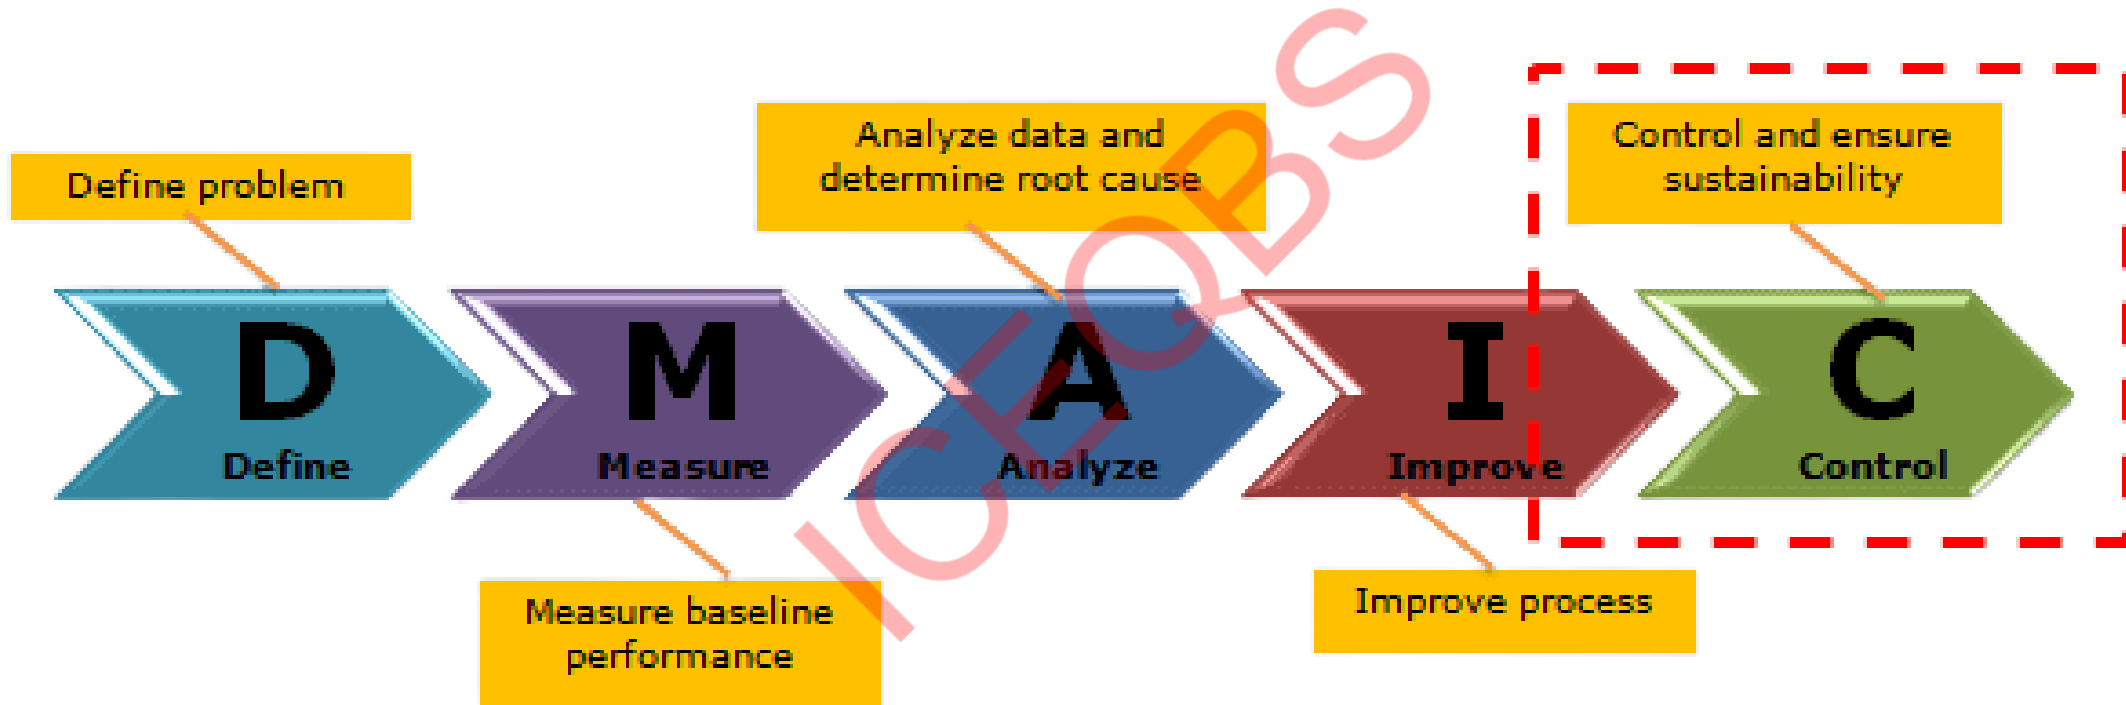 Define problem
Analyze data and
determine root cause
Control and ensure
sustainability
D
Define
M
Measure
A
Analyze
I
Improve
C
Control
Measure baseline
performance
Improve process
ICEQBS